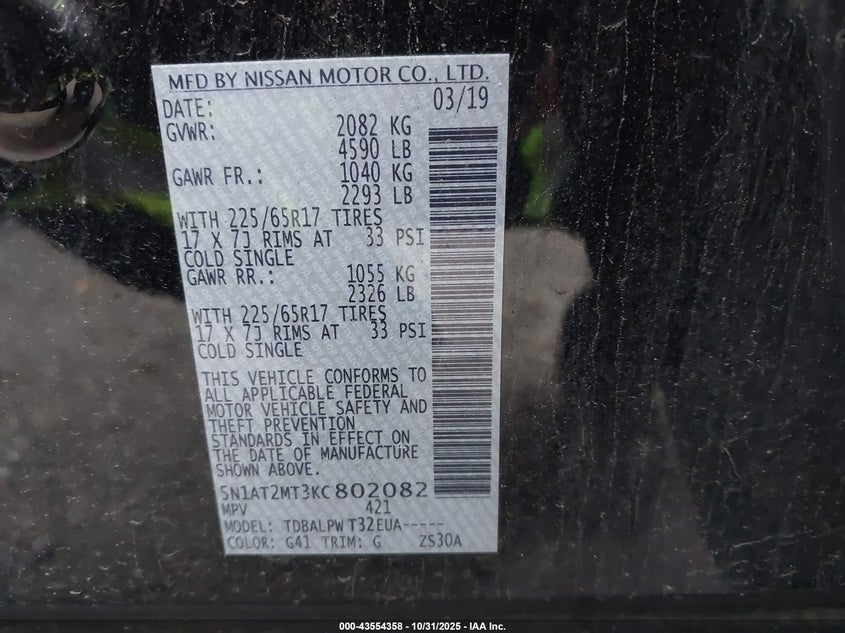 MFD BY NISSAN MOTOR CO., LTD.
DATE: 03/19
GVWR: 2082 KG
4590 LB
GAWR FR.: 1040 KG
2293 LB
WITH 225/65R17 TIRES
17 X 7J RIMS AT 33 PSI
COLD SINGLE
GAWR RR.: 1055 KG
2326 LB
WITH 225/65R17 TIRES
17 X 7J RIMS AT 33 PSI
COLD SINGLE
THIS VEHICLE CONFORMS TO
ALL APPLICABLE FEDERAL
MOTOR VEHICLE SAFETY AND
THEFT PREVENTION
STANDARDS IN EFFECT ON
THE DATE OF MANUFACTURE
SHOWN ABOVE.
5N1AT2MT3KC802082
MPV 421
MODEL: TDBALPW T32EUA-----
COLOR: G41 TRIM: G ZS30A
000-43554358 - 10/31/2025 - IAA Inc.